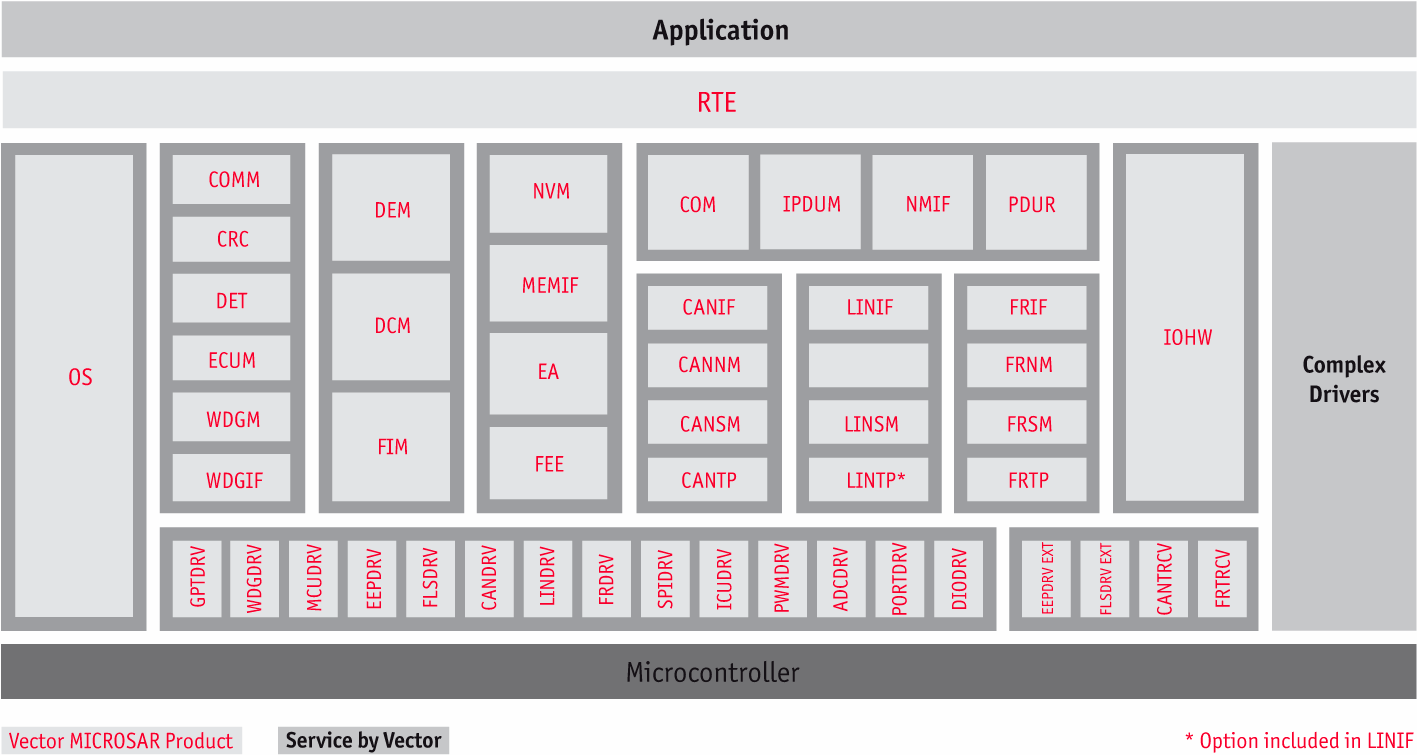 Application
RTE
OS
COMM
CRC
DET
ECUM
WDGM
WDGIF
DEM
DCM
FIM
NVM
MEMIF
EA
FEE
COM
IPDUM
NMIF
PDUR
CANIF
CANNM
CANSM
CANTP
LINIF
LINSM
LINTP*
FRIF
FRNM
FRSM
FRTP
IOHW
Complex
Drivers
GPTDRV
WDGDRV
MCUDRV
EEPDRV
FLSDRV
CANDRV
LINDRV
FRDRV
SPIDRV
ICUDRV
PWMDRV
ADCDRV
PORTDRV
DIODRV
EEPDRV EXT
FLSDRV EXT
CANTRCV
FRTRCV
Microcontroller
Vector MICROSAR Product
Service by Vector
* Option included in LINIF